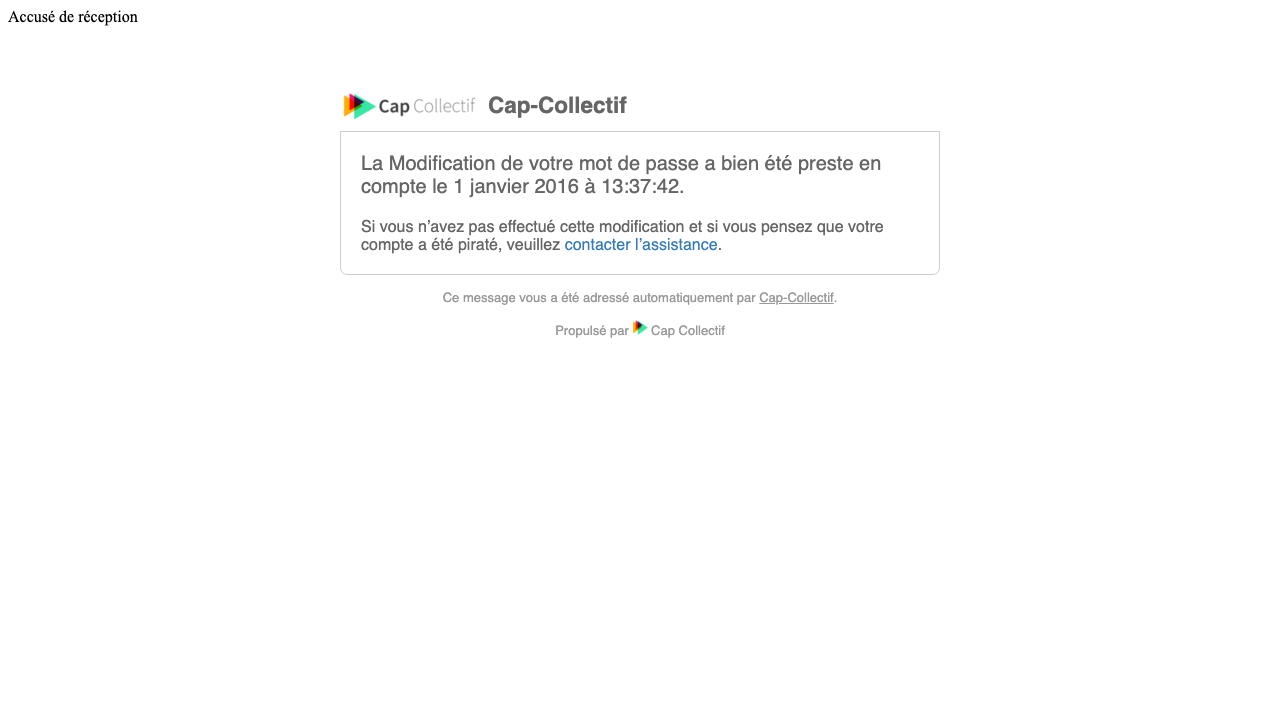 Accusé de réception
Cap Collectif Cap-Collectif
La Modification de votre mot de passe a bien été preste en
compte le 1 janvier 2016 à 13:37:42.
Si vous n’avez pas effectué cette modification et si vous pensez que votre
compte a été piraté, veuillez contacter l’assistance.
Ce message vous a été adressé automatiquement par Cap-Collectif.
Propulsé par Cap Collectif